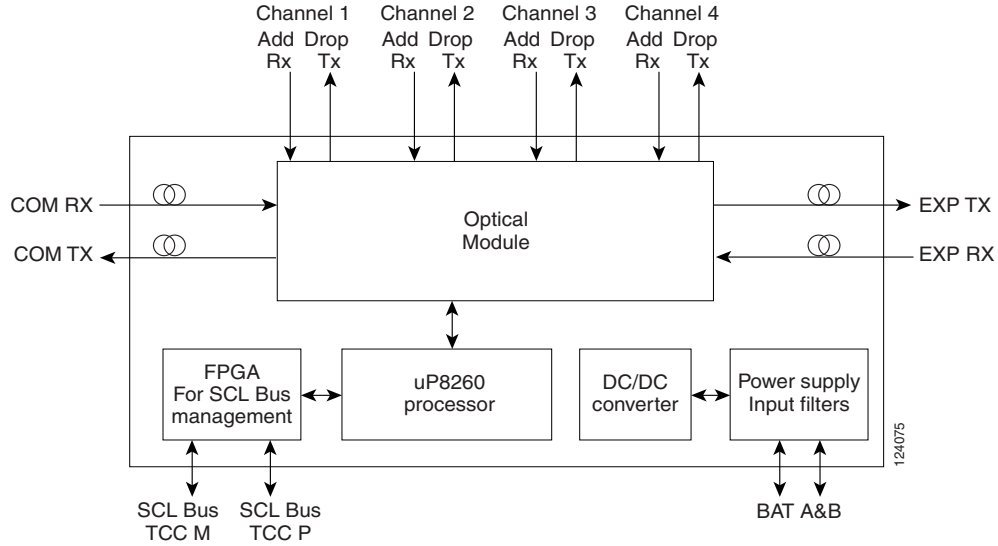 Channel 1 Channel 2 Channel 3 Channel 4
Add Drop Add Drop Add Drop Add Drop
Rx Tx Rx Tx Rx Tx Rx Tx
COM RX
EXP TX
Optical
Module
COM TX
EXP RX
FPGA
For SCL Bus
management
uP8260
processor
DC/DC
converter
Power supply
Input filters
124075
SCL Bus
TCC M
SCL Bus
TCC P
BAT A&B